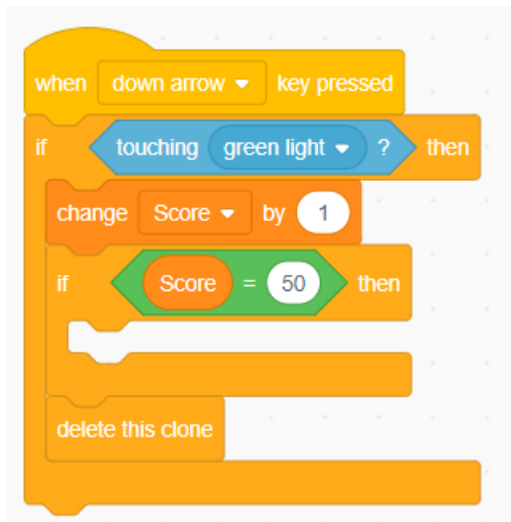 when down arrow key pressed
if touching green light ? then
change Score by 1
if Score = 50 then
delete this clone